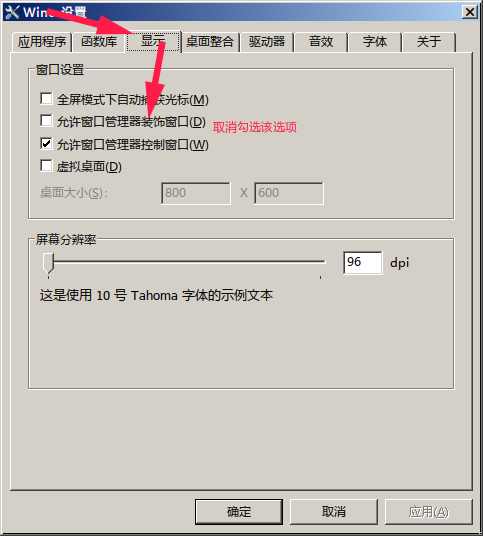 Wine 设置
应用程序 函数库 显示 桌面整合 驱动器 音效 字体 关于
窗口设置
全屏模式下自动捕获光标(M)
允许窗口管理器装饰窗口(D)
取消勾选该选项
允许窗口管理器控制窗口(W)
虚拟桌面(D)
桌面大小(S): 800 X 600
屏幕分辨率
96 dpi
这是使用 10 号 Tahoma 字体的示例文本
确定 取消 应用(A)